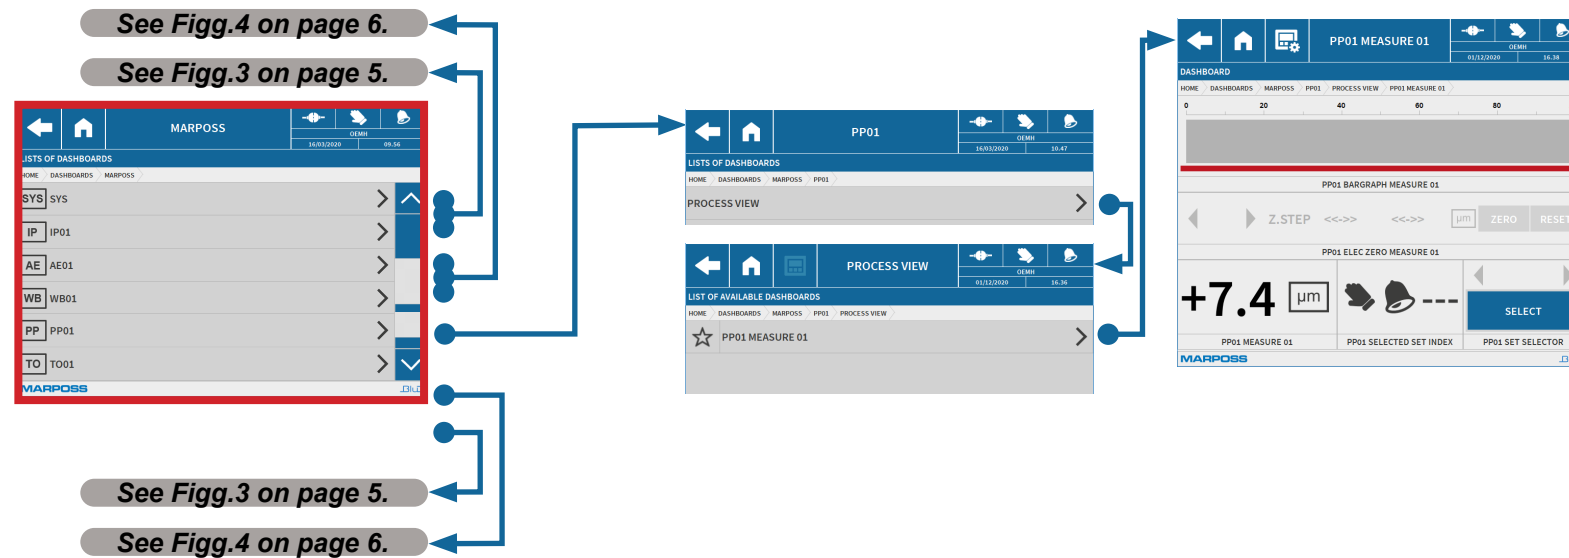 See Figg.4 on page 6.
See Figg.3 on page 5.
MARPOSS
OEMH
16/03/2020 09.56
LISTS OF DASHBOARDS
HOME DASHBOARDS MARPOSS
SYS SYS
IP IP01
AE AE01
WB WB01
PP PP01
TO TO01
MARPOSS
See Figg.3 on page 5.
See Figg.4 on page 6.
PP01
OEMH
16/03/2020 10.47
LISTS OF DASHBOARDS
HOME DASHBOARDS MARPOSS PP01
PROCESS VIEW
PROCESS VIEW
OEMH
01/12/2020 16.36
LIST OF AVAILABLE DASHBOARDS
HOME DASHBOARDS MARPOSS PP01 PROCESS VIEW
PP01 MEASURE 01
PP01 MEASURE 01
OEMH
01/12/2020 16.38
DASHBOARD
HOME DASHBOARDS MARPOSS PP01 PROCESS VIEW PP01 MEASURE 01
0 20 40 60 80
PP01 BARGRAPH MEASURE 01
Z.STEP <<->> <<->> µm ZERO RESET
PP01 ELEC ZERO MEASURE 01
+7.4 µm ---
SELECT
PP01 MEASURE 01 PP01 SELECTED SET INDEX PP01 SET SELECTOR
MARPOSS